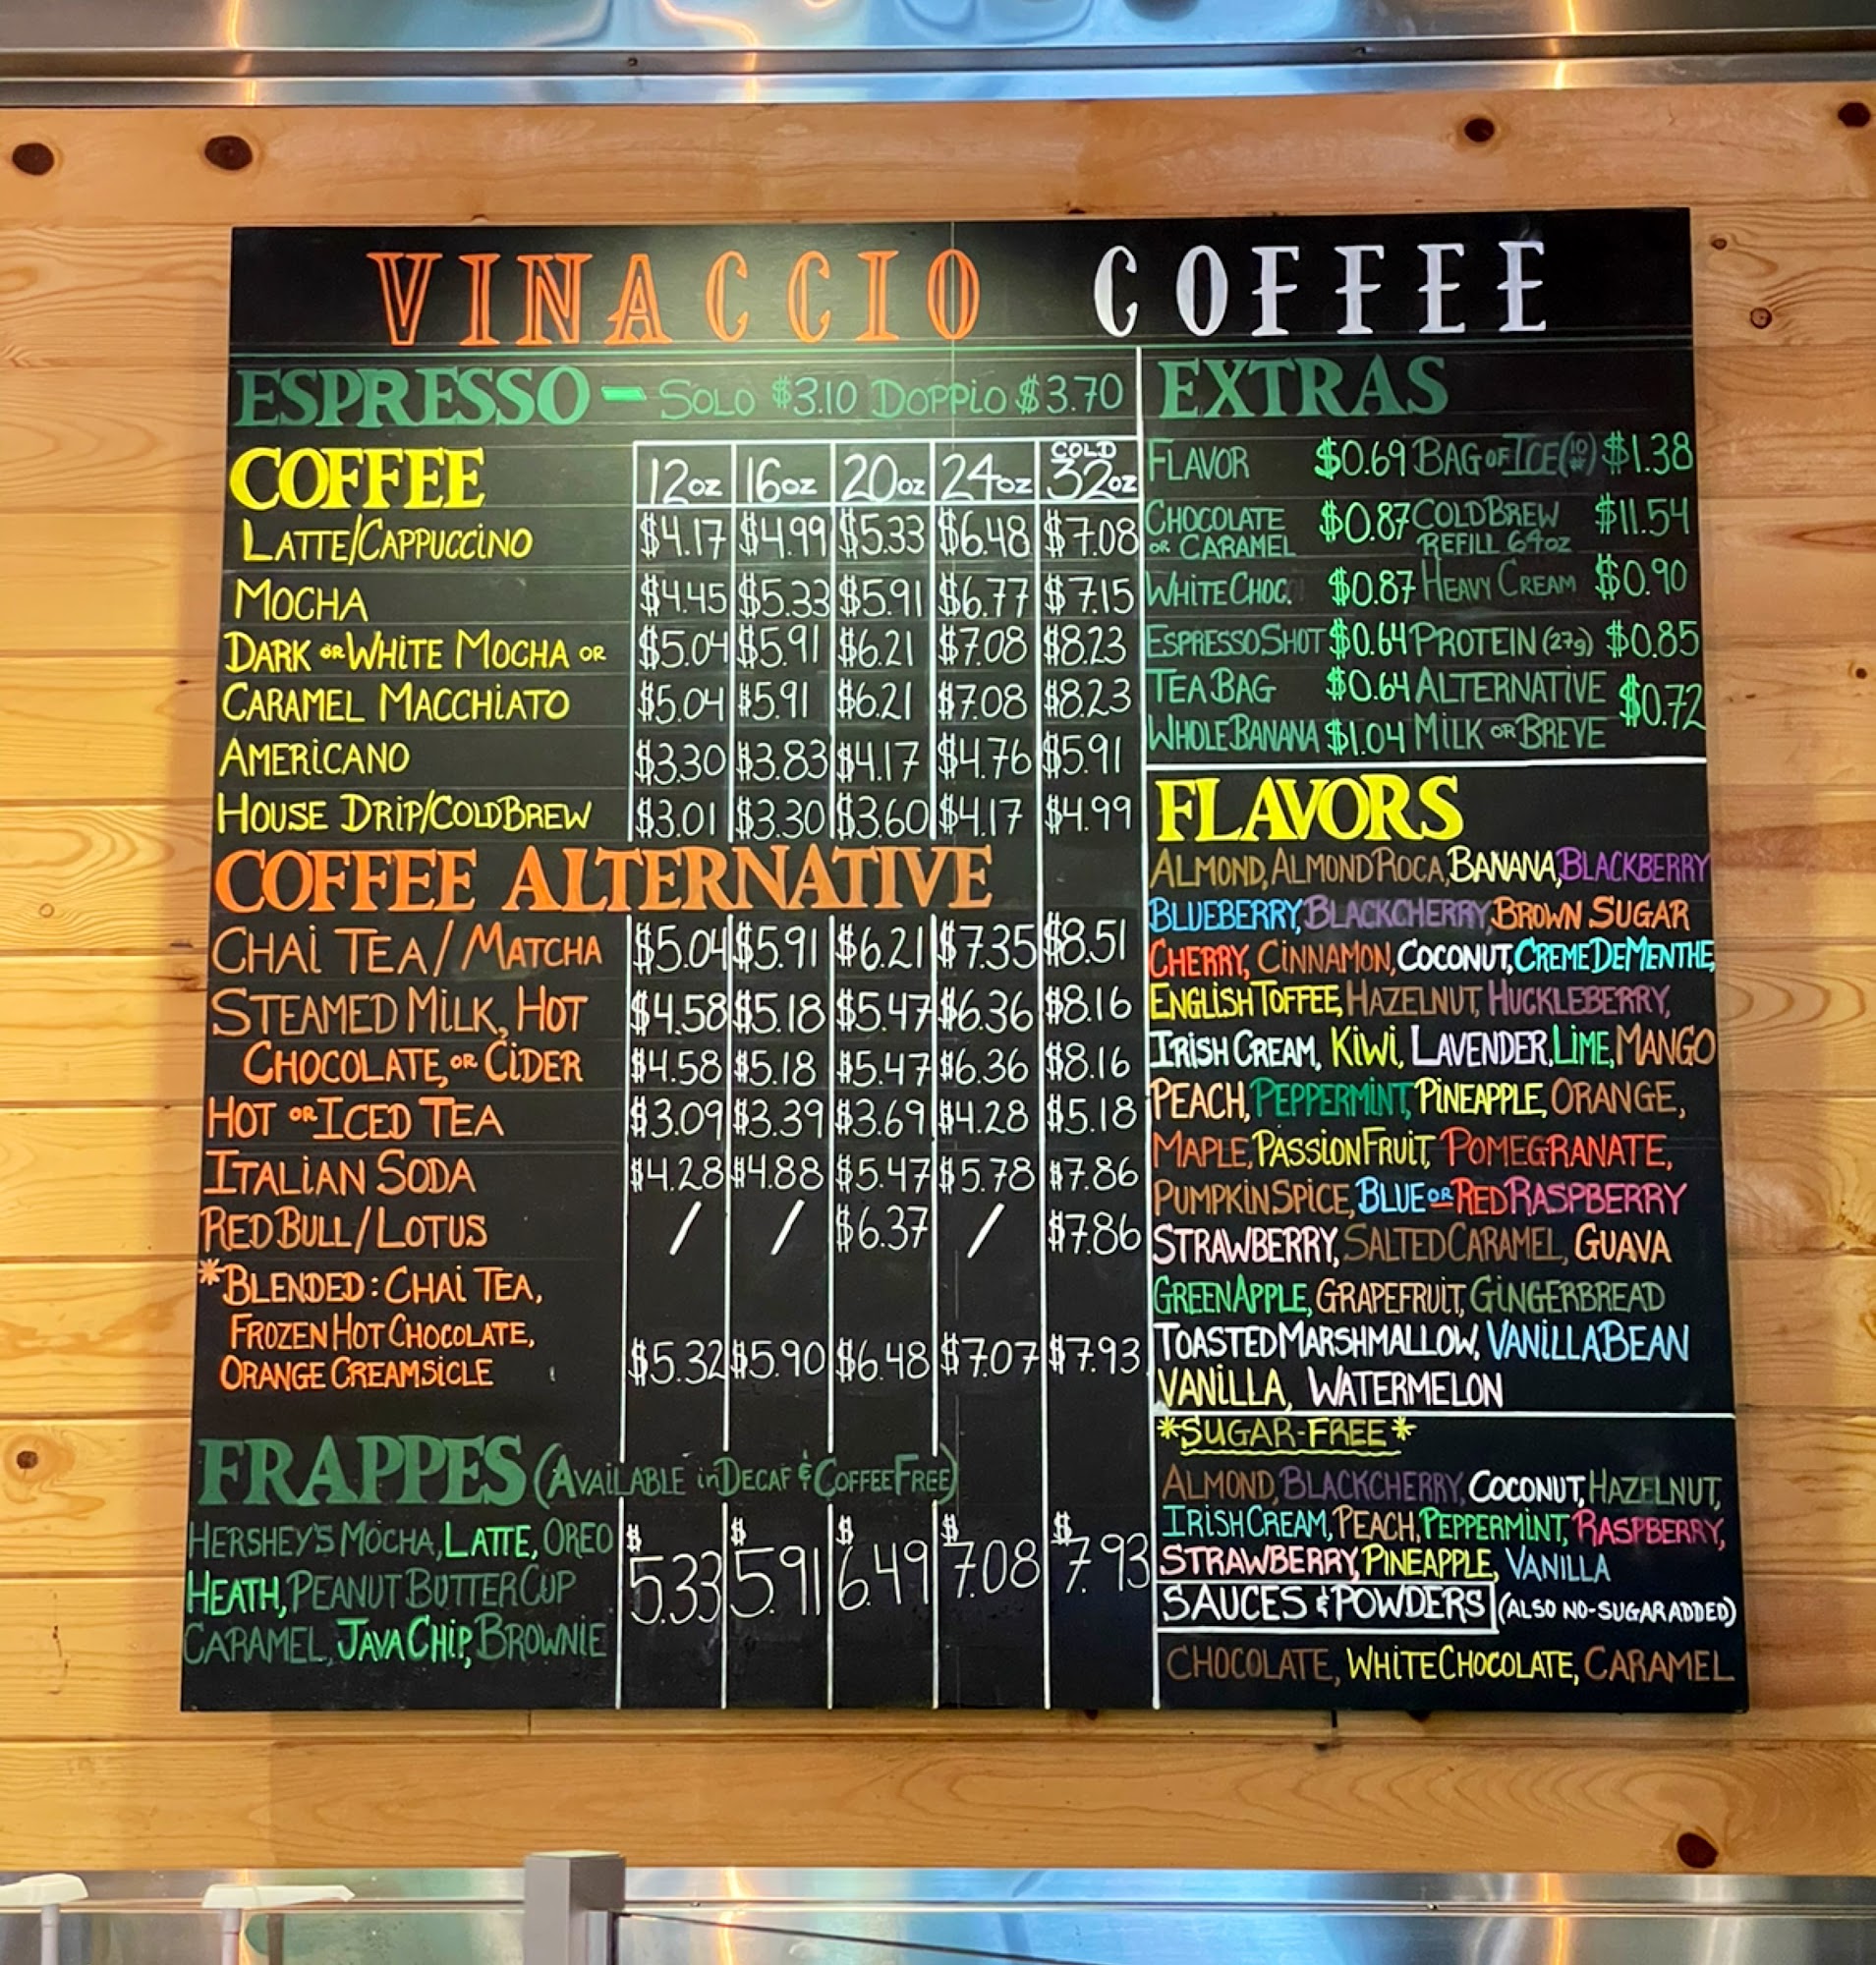 VINACCIO COFFEE
ESPRESSO - SOLO $3.10 DOPPIO $3.70
COFFEE 12oz 16oz 20oz 24oz COLD 32oz
LATTE/CAPPUCCINO $4.17 $4.99 $5.33 $6.48 $7.08
MOCHA $4.45 $5.33 $5.91 $6.77 $7.15
DARK OR WHITE MOCHA OR $5.04 $5.91 $6.21 $7.08 $8.23
CARAMEL MACCHIATO $5.04 $5.91 $6.21 $7.08 $8.23
AMERICANO $3.30 $3.83 $4.17 $4.76 $5.91
HOUSE DRIP/COLD BREW $3.01 $3.30 $3.60 $4.17 $4.99
COFFEE ALTERNATIVE
CHAI TEA/MATCHA $5.04 $5.91 $6.21 $7.35 $8.51
STEAMED MILK, HOT $4.58 $5.18 $5.47 $6.36 $8.16
CHOCOLATE, OR CIDER $4.58 $5.18 $5.47 $6.36 $8.16
HOT OR ICED TEA $3.09 $3.39 $3.69 $4.28 $5.18
ITALIAN SODA $4.28 $4.88 $5.47 $5.78 $7.86
RED BULL/LOTUS / / $6.37 / $7.86
*BLENDED: CHAI TEA,
FROZEN HOT CHOCOLATE,
ORANGE CREAMSICLE $5.32 $5.90 $6.48 $7.07 $7.93
FRAPPES (AVAILABLE in DECAF & COFFEE FREE)
HERSHEY'S MOCHA, LATTE, OREO
HEATH, PEANUT BUTTER CUP $5.33 $5.91 $6.49 $7.08 $7.93
CARAMEL, JAVA CHIP, BROWNIE
EXTRAS
FLAVOR $0.69 BAG OF ICE (10#) $1.38
CHOCOLATE OR CARAMEL $0.87 COLD BREW REFILL 64oz $11.54
WHITE CHOC. $0.87 HEAVY CREAM $0.90
ESPRESSO SHOT $0.64 PROTEIN (27g) $0.85
TEA BAG $0.64 ALTERNATIVE $0.72
WHOLE BANANA $1.04 MILK OR BREVE
FLAVORS
ALMOND, ALMOND ROCA, BANANA, BLACKBERRY
BLUEBERRY, BLACKCHERRY, BROWN SUGAR
CHERRY, CINNAMON, COCONUT, CREME DE MENTHE,
ENGLISH TOFFEE, HAZELNUT, HUCKLEBERRY,
IRISH CREAM, KIWI, LAVENDER, LIME, MANGO
PEACH, PEPPERMINT, PINEAPPLE, ORANGE,
MAPLE, PASSION FRUIT, POMEGRANATE,
PUMPKIN SPICE, BLUE OR RED RASPBERRY
STRAWBERRY, SALTED CARAMEL, GUAVA
GREEN APPLE, GRAPEFRUIT, GINGERBREAD
TOASTED MARSHMALLOW, VANILLA BEAN
VANILLA, WATERMELON
*SUGAR-FREE*
ALMOND, BLACKCHERRY, COCONUT, HAZELNUT,
IRISH CREAM, PEACH, PEPPERMINT, RASPBERRY,
STRAWBERRY, PINEAPPLE, VANILLA
SAUCES & POWDERS (ALSO NO-SUGAR ADDED)
CHOCOLATE, WHITE CHOCOLATE, CARAMEL